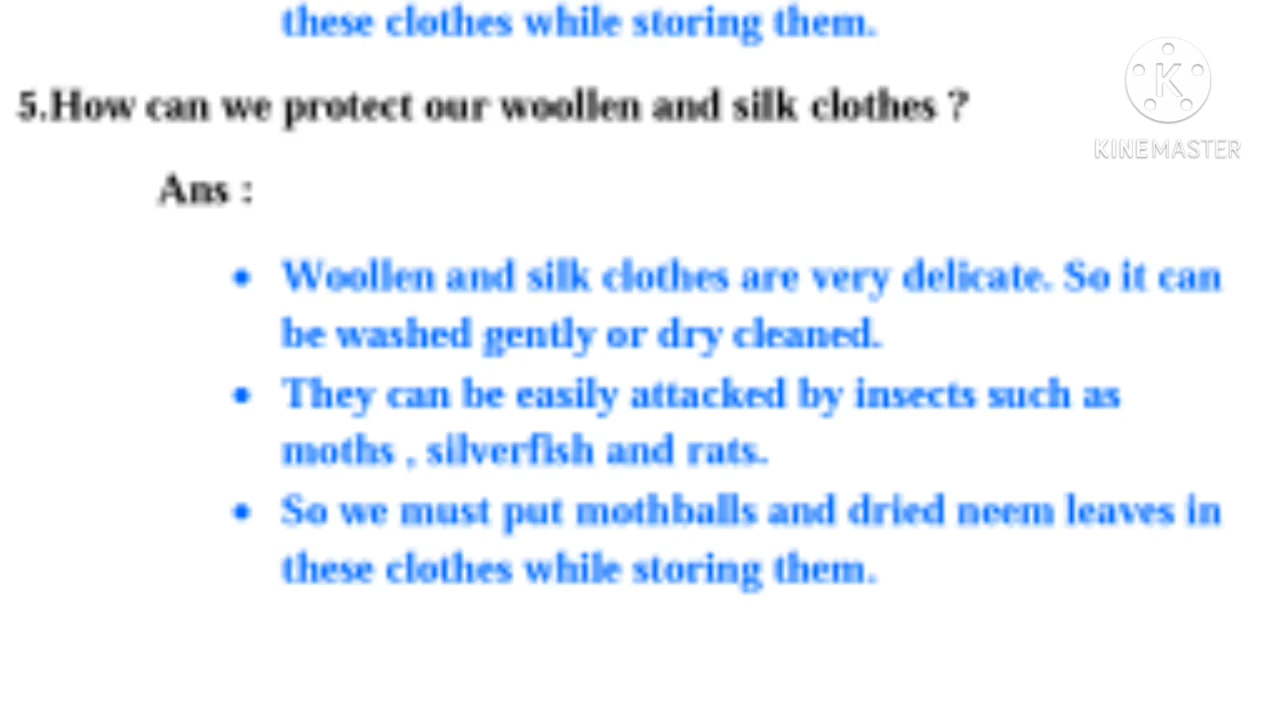 these clothes while storing them.
5.How can we protect our woollen and silk clothes ?
K
KINEMASTER
Ans :
• Woollen and silk clothes are very delicate. So it can
be washed gently or dry cleaned.
• They can be easily attacked by insects such as
moths , silverfish and rats.
• So we must put mothballs and dried neem leaves in
these clothes while storing them.